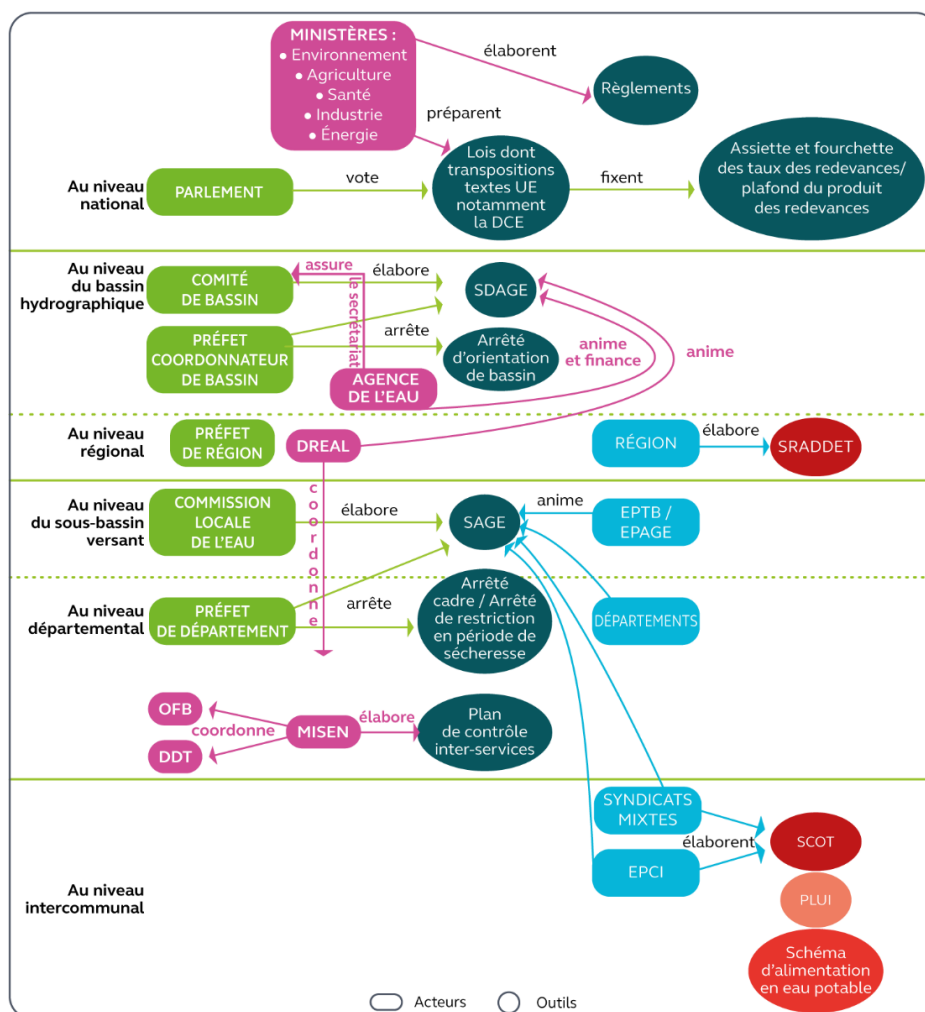 MINISTÈRES :
● Environnement
● Agriculture
● Santé
● Industrie
● Énergie
élaborent
Règlements
préparent
Au niveau
national
PARLEMENT
vote
Lois dont
transpositions
textes UE
notamment
la DCE
fixent
Assiette et fourchette
des taux des redevances/
plafond du produit
des redevances
Au niveau
du bassin
hydrographique
COMITÉ
DE BASSIN
assure
le secrétariat
élabore
SDAGE
PRÉFET
COORDONNATEUR
DE BASSIN
arrête
Arrêté
d'orientation
de bassin
anime
et finance
anime
AGENCE
DE L'EAU
Au niveau
régional
PRÉFET
DE RÉGION
DREAL
RÉGION
élabore
SRADDET
coordonne
Au niveau
du sous-bassin
versant
COMMISSION
LOCALE
DE L'EAU
élabore
SAGE
anime
EPTB /
EPAGE
Au niveau
départemental
PRÉFET
DE DÉPARTEMENT
arrête
Arrêté
cadre / Arrêté
de restriction
en période de
sécheresse
DÉPARTEMENTS
OFB
coordonne
DDT
MISEN
élabore
Plan
de contrôle
inter-services
Au niveau
intercommunal
SYNDICATS
MIXTES
élaborent
EPCI
SCOT
PLUI
Schéma
d'alimentation
en eau potable
Acteurs
Outils